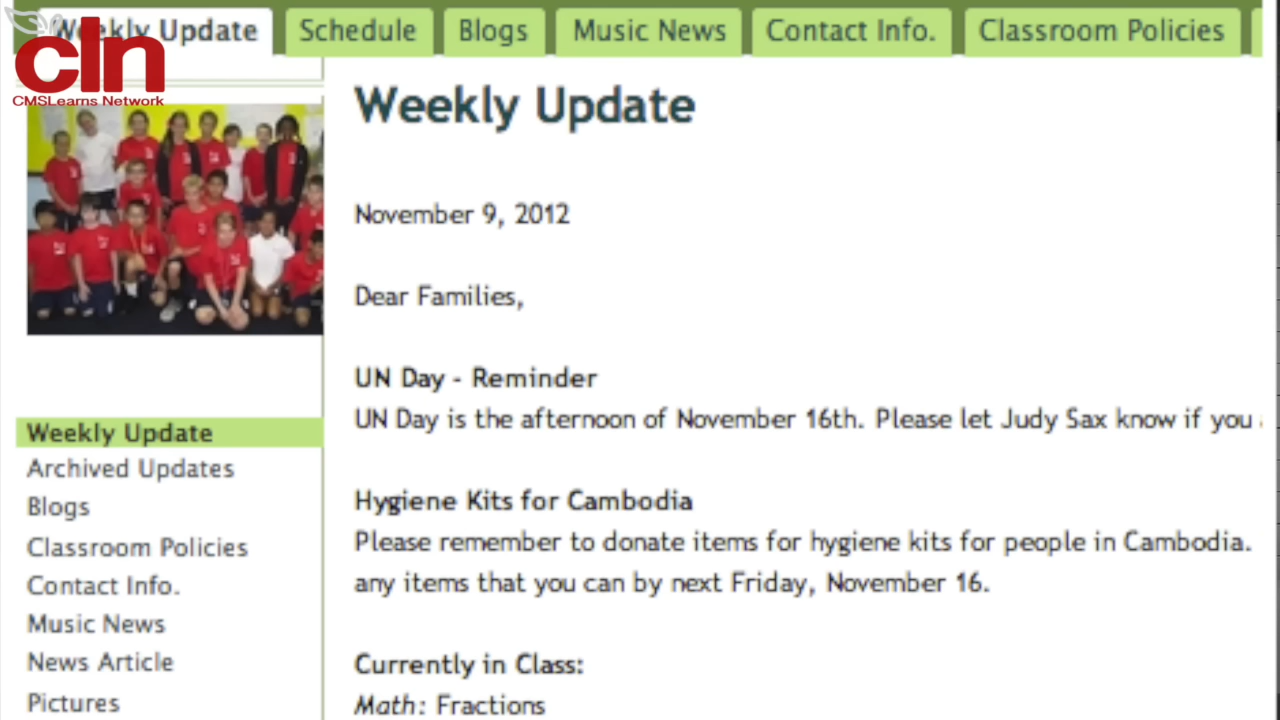 Weekly Update
Schedule
Blogs
Music News
Contact Info.
Classroom Policies
cln
CMSLearns Network
Weekly Update
November 9, 2012
Dear Families,
UN Day - Reminder
UN Day is the afternoon of November 16th. Please let Judy Sax know if you
Hygiene Kits for Cambodia
Please remember to donate items for hygiene kits for people in Cambodia.
any items that you can by next Friday, November 16.
Currently in Class:
Math: Fractions
Weekly Update
Archived Updates
Blogs
Classroom Policies
Contact Info.
Music News
News Article
Pictures